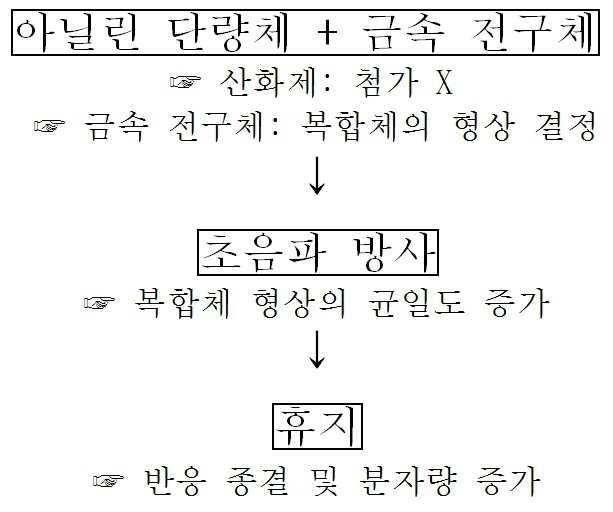 아닐린 단량체 + 금속 전구체
☞ 산화제: 첨가 X
☞ 금속 전구체: 복합체의 형상 결정
↓
초음파 방사
☞ 복합체 형상의 균일도 증가
↓
휴지
☞ 반응 종결 및 분자량 증가